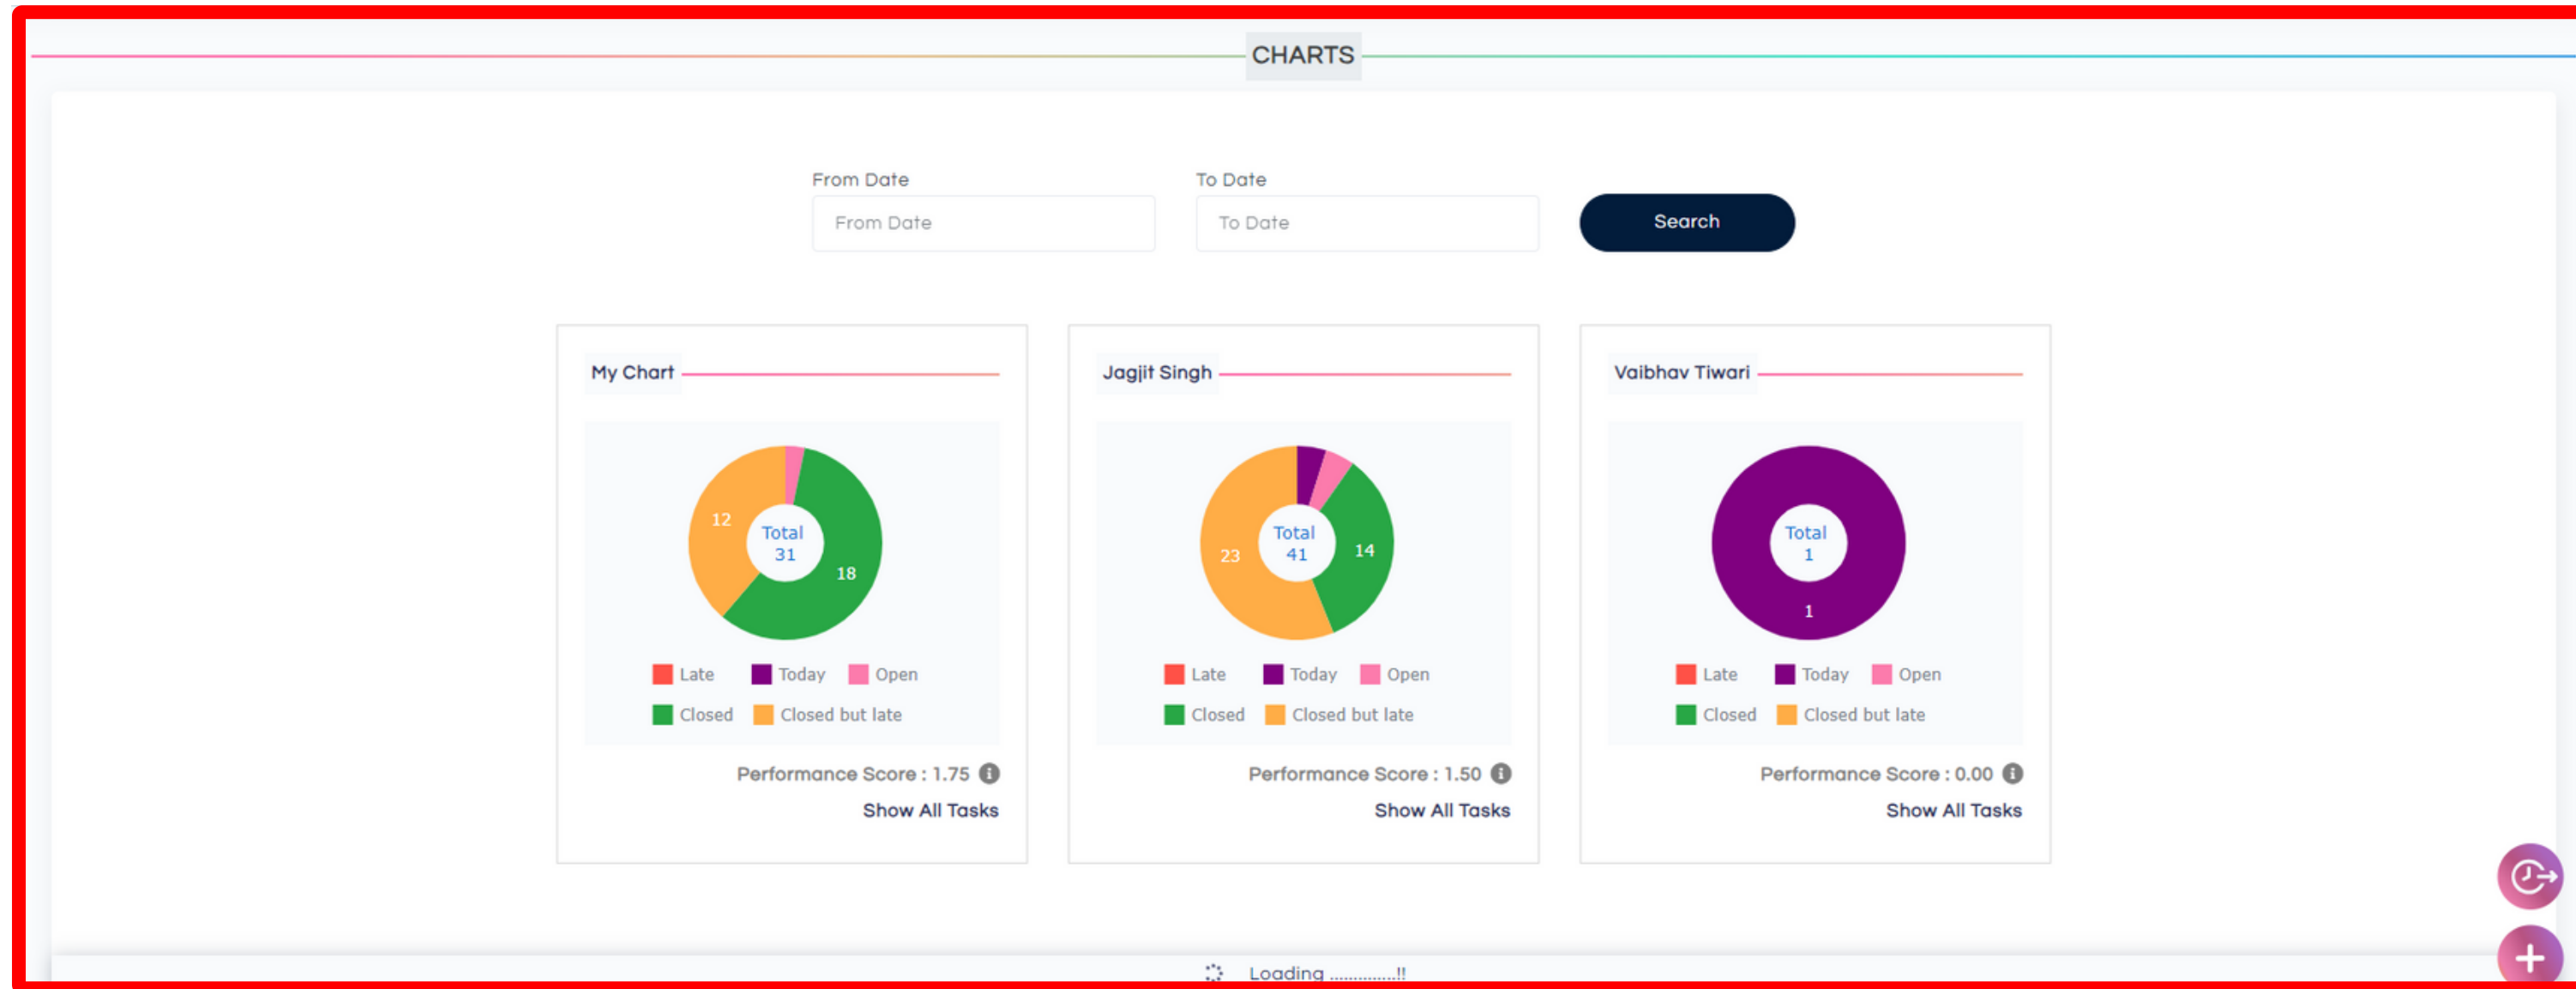 CHARTS
From Date
To Date
From Date
To Date
Search
My Chart
12
Total
31
18
Late
Today
Open
Closed
Closed but late
Performance Score : 1.75
Show All Tasks
Jagjit Singh
23
Total
41
14
Late
Today
Open
Closed
Closed but late
Performance Score : 1.50
Show All Tasks
Vaibhav Tiwari
Total
1
1
Late
Today
Open
Closed
Closed but late
Performance Score : 0.00
Show All Tasks
Loading ..............!!